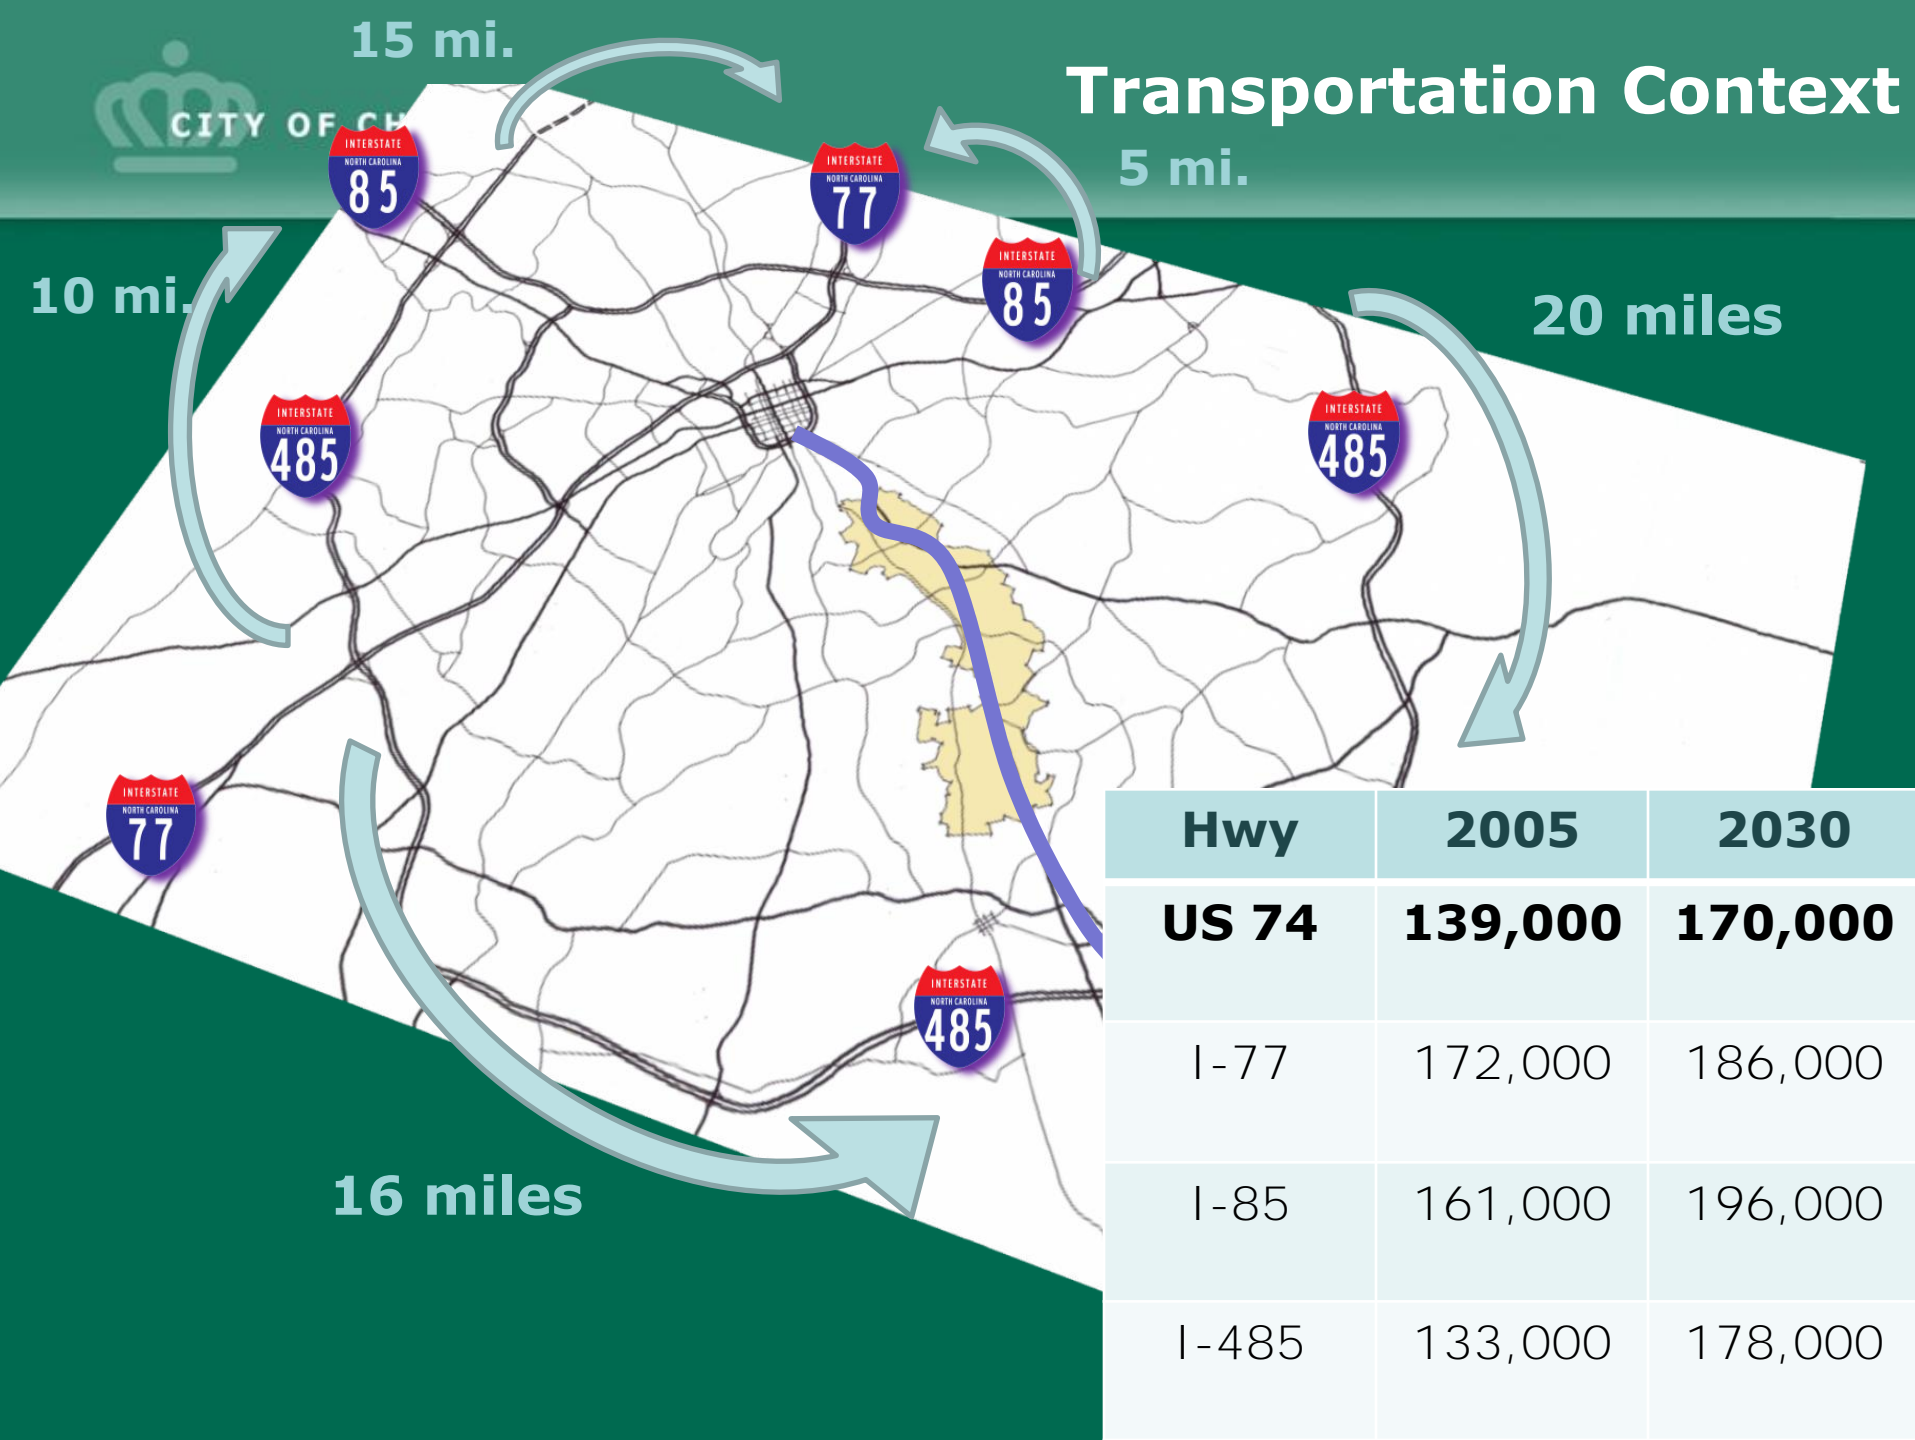 15 mi.
Transportation Context
CITY OF CH
INTERSTATE
NORTH CAROLINA
85
INTERSTATE
NORTH CAROLINA
77
5 mi.
INTERSTATE
NORTH CAROLINA
85
10 mi.
20 miles
INTERSTATE
NORTH CAROLINA
485
INTERSTATE
NORTH CAROLINA
485
INTERSTATE
NORTH CAROLINA
77
INTERSTATE
NORTH CAROLINA
485
16 miles
Hwy 2005 2030
US 74 139,000 170,000
I-77 172,000 186,000
I-85 161,000 196,000
I-485 133,000 178,000